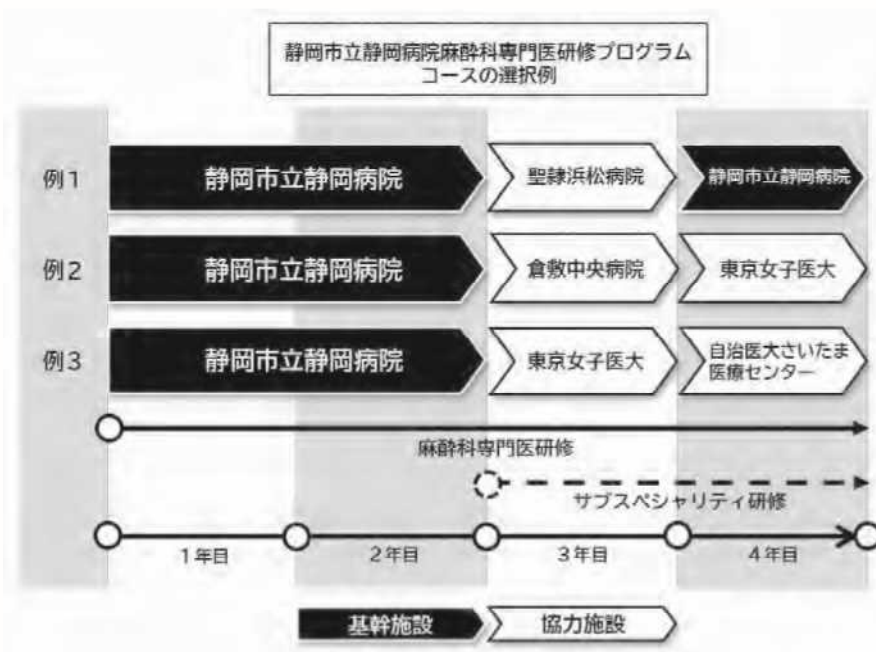 静岡市立静岡病院麻酔科専門医研修プログラム
コースの選択例
例1
静岡市立静岡病院
聖隷浜松病院
静岡市立静岡病院
例2
静岡市立静岡病院
倉敷中央病院
東京女子医大
例3
静岡市立静岡病院
東京女子医大
自治医大さいたま
医療センター
麻酔科専門医研修
サブスペシャリティ研修
1年目
2年目
3年目
4年目
基幹施設
協力施設